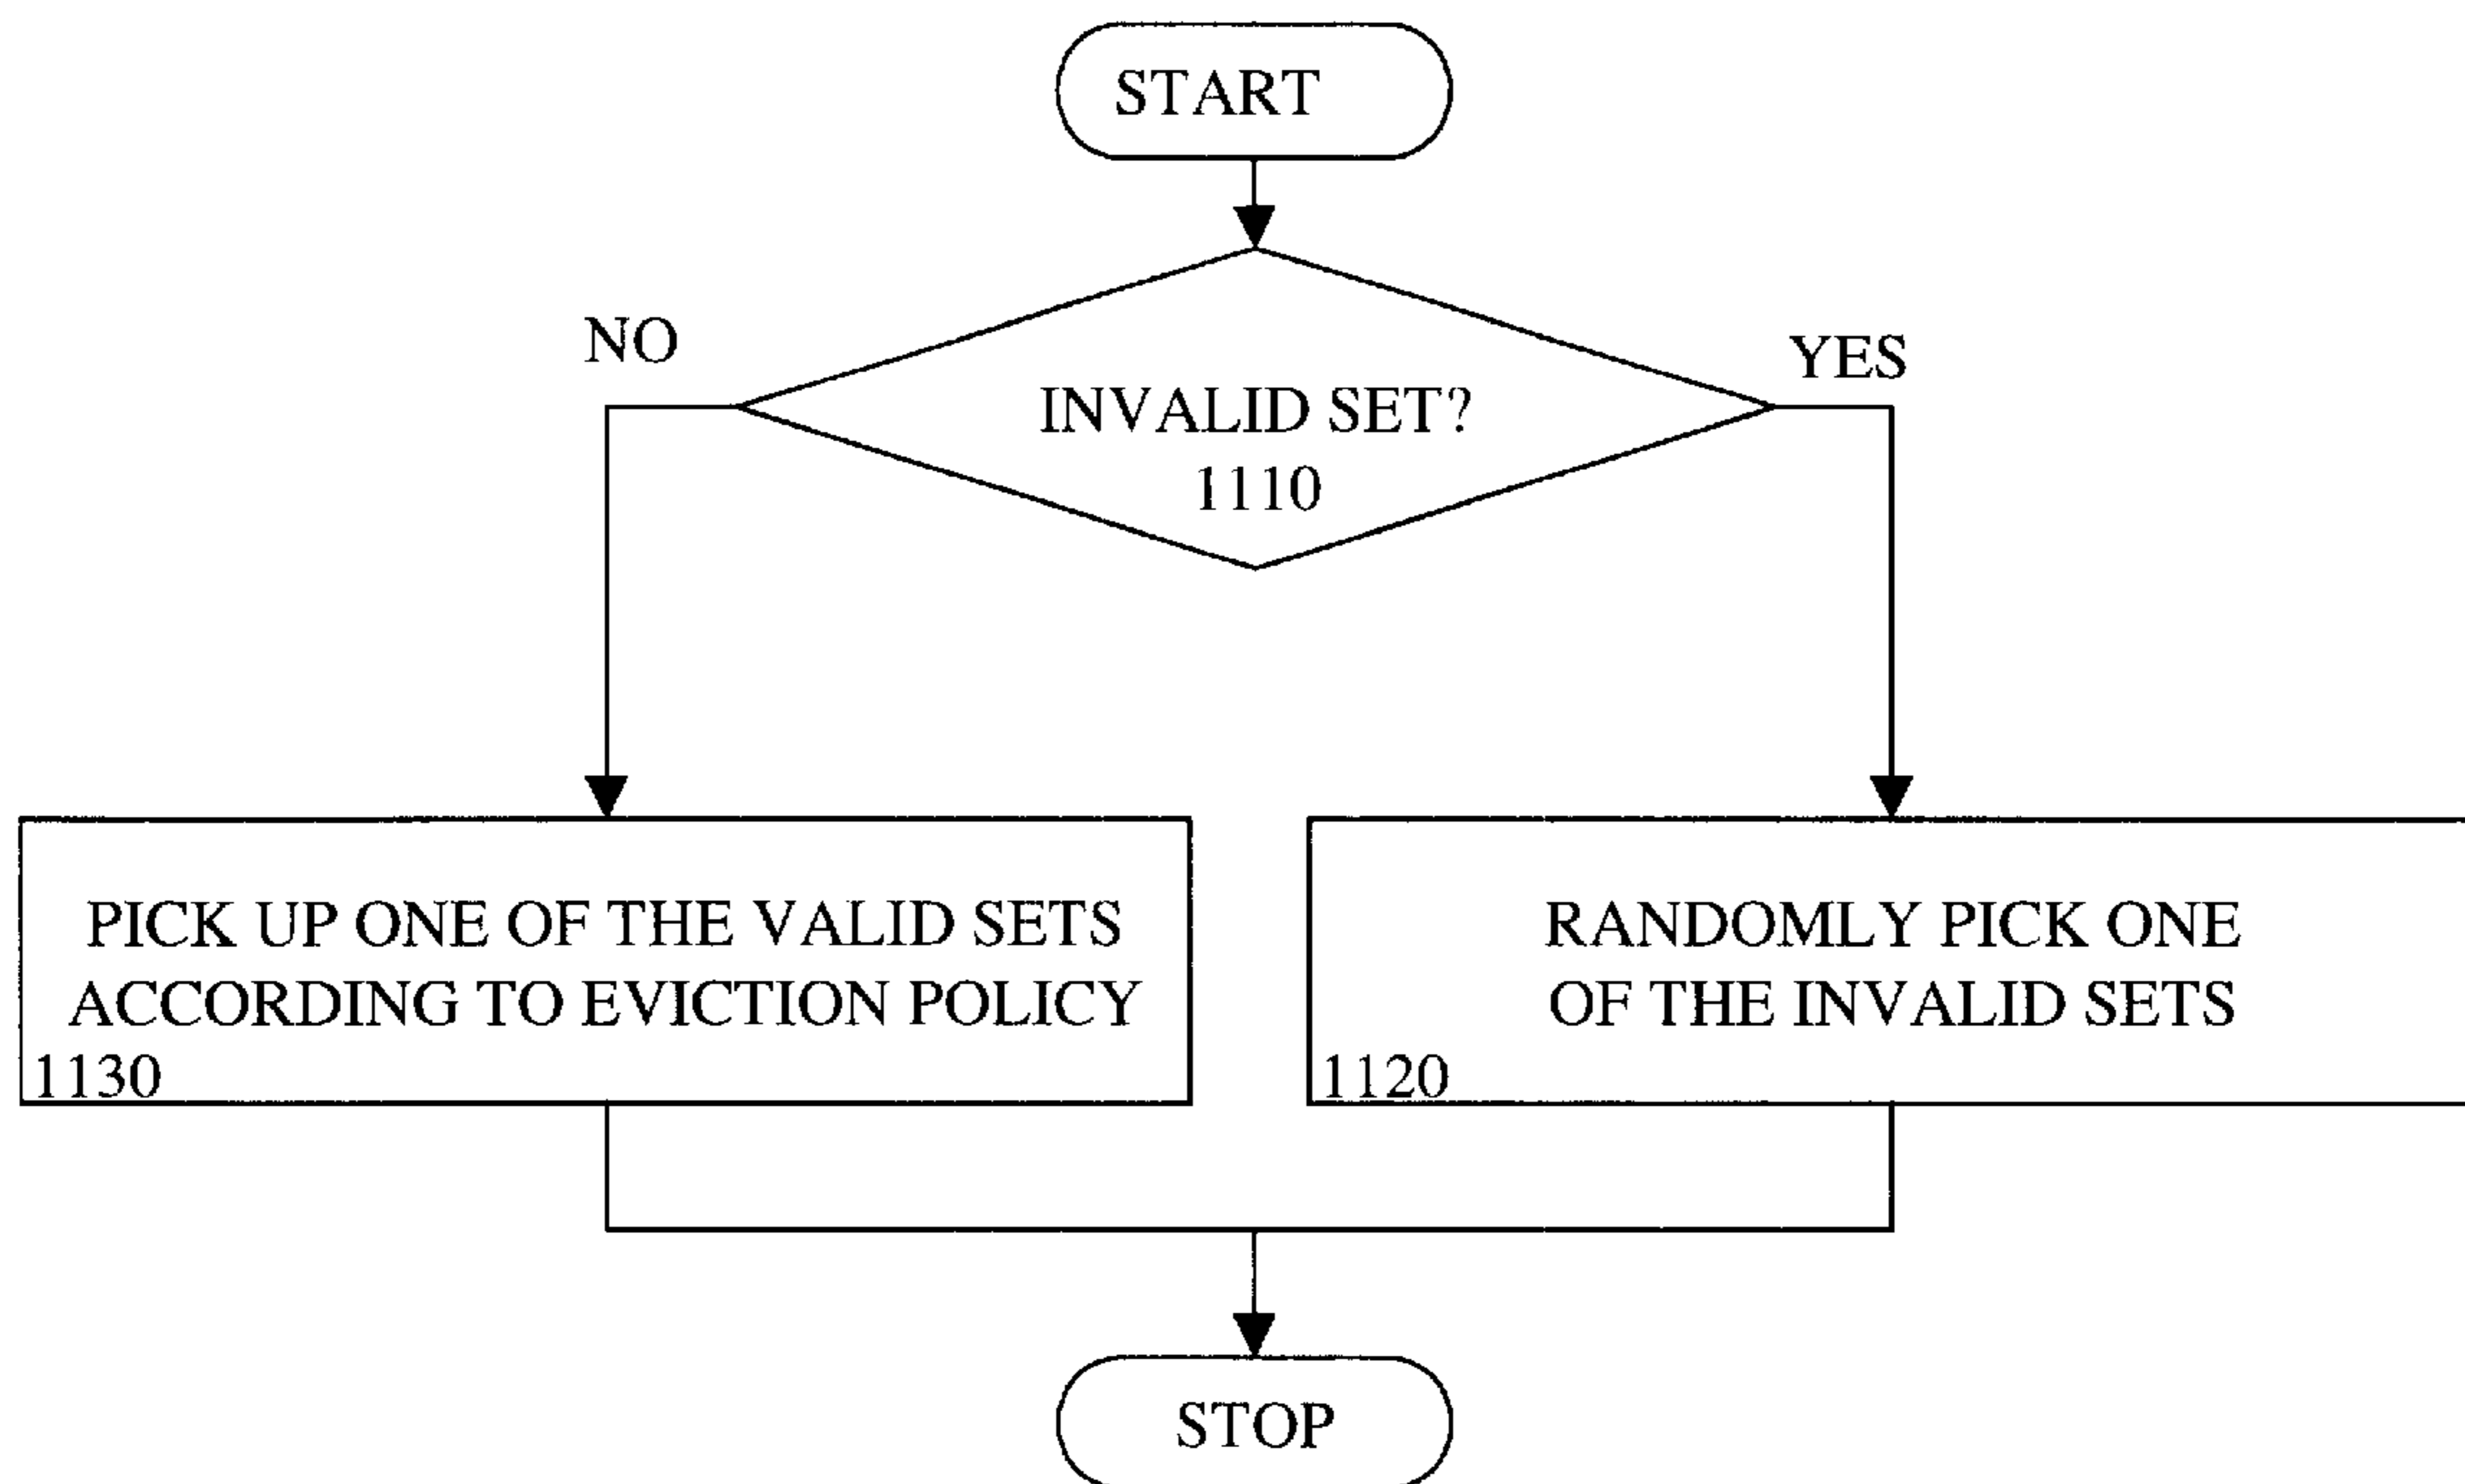 START
NO
YES
INVALID SET?
1110
PICK UP ONE OF THE VALID SETS
ACCORDING TO EVICTION POLICY
1130
RANDOMLY PICK ONE
OF THE INVALID SETS
1120
STOP